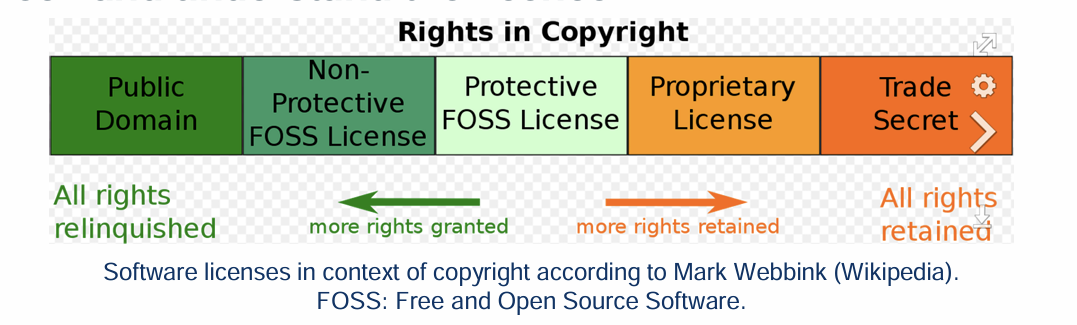 Rights in Copyright
Public
Domain
Non-
Protective
FOSS License
Protective
FOSS License
Proprietary
License
Trade
Secret
All rights
relinquished
more rights granted
more rights retained
All rights
retained
Software licenses in context of copyright according to Mark Webbink (Wikipedia).
FOSS: Free and Open Source Software.